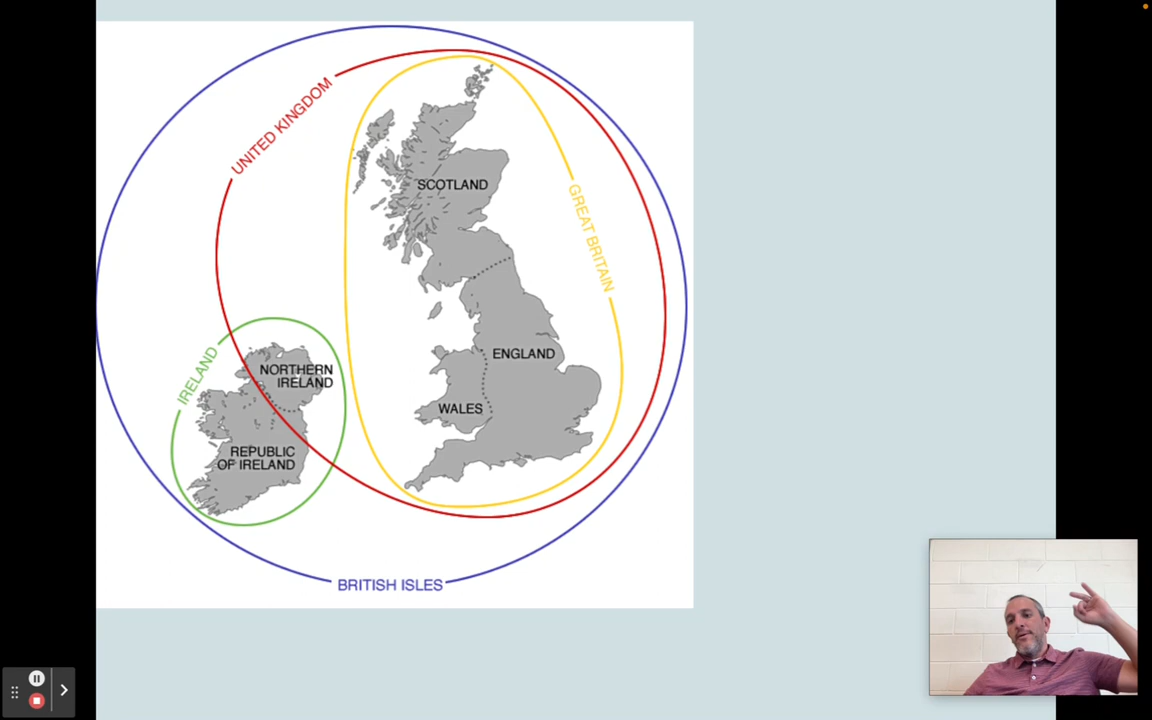 UNITED KINGDOM
SCOTLAND
GREAT BRITAIN
ENGLAND
IRELAND
NORTHERN
IRELAND
WALES
REPUBLIC
OF IRELAND
BRITISH ISLES